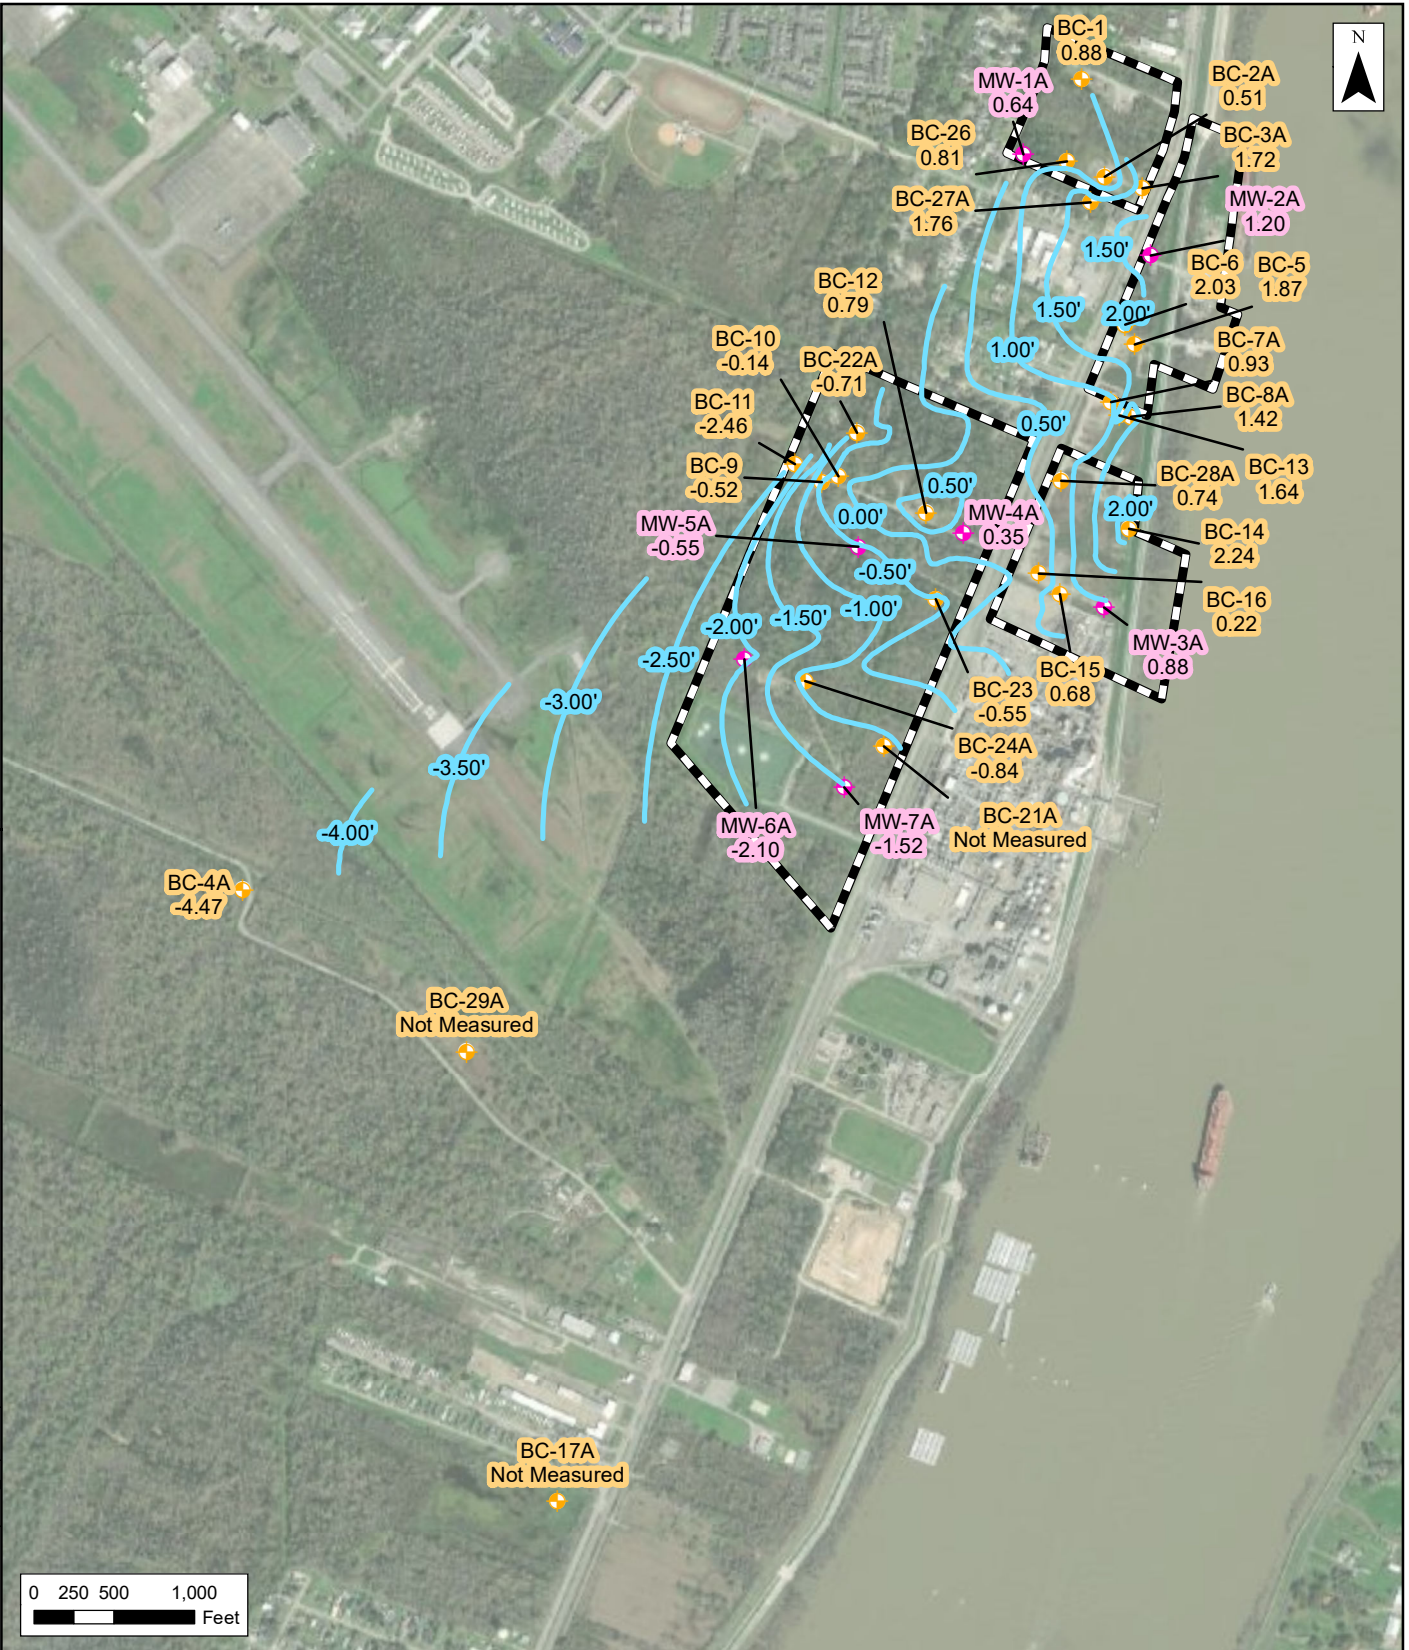 N
BC-1
0.88
MW-1A
0.64
BC-2A
0.51
BC-26
0.81
BC-3A
1.72
BC-27A
1.76
MW-2A
1.20
1.50'
BC-6
2.03
BC-5
1.87
BC-12
0.79
1.50'
2.00'
BC-10
-0.14
BC-22A
-0.71
1.00'
BC-7A
0.93
BC-11
-2.46
BC-8A
1.42
0.50'
BC-9
-0.52
BC-28A
0.74
BC-13
1.64
0.50'
0.00'
2.00'
MW-5A
-0.55
MW-4A
0.35
BC-14
2.24
-0.50'
BC-16
0.22
-1.00'
-1.50'
-2.00'
MW-3A
0.88
-2.50'
BC-15
0.68
BC-23
-0.55
-3.00'
BC-24A
-0.84
-3.50'
BC-21A
Not Measured
MW-6A
-2.10
MW-7A
-1.52
-4.00'
BC-4A
-4.47
BC-29A
Not Measured
BC-17A
Not Measured
0 250 500 1,000
Feet